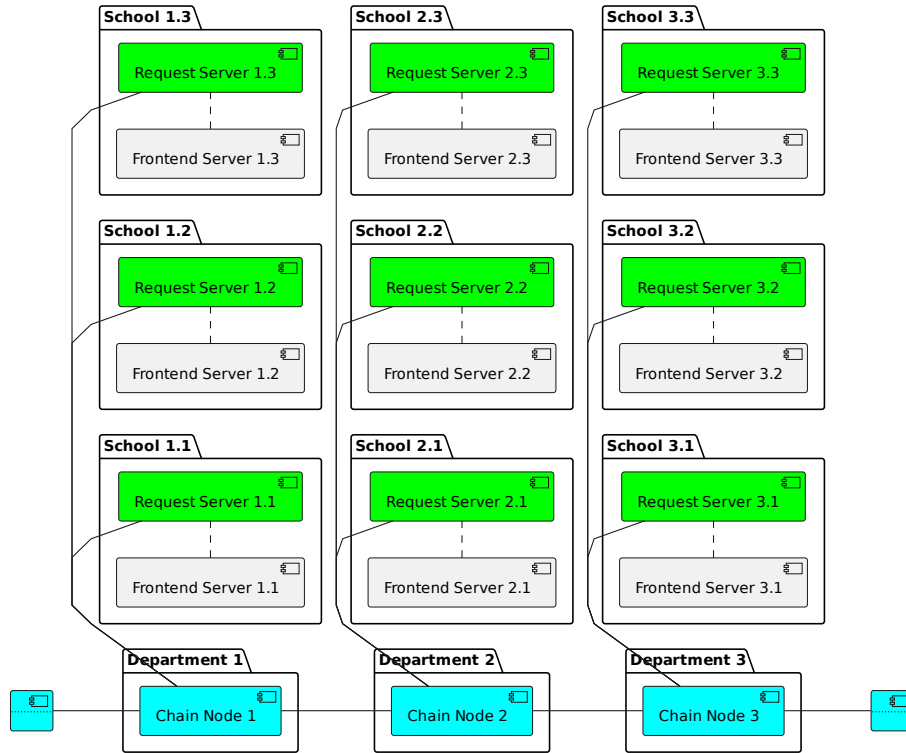 School 1.3
School 2.3
School 3.3
Request Server 1.3
Request Server 2.3
Request Server 3.3
Frontend Server 1.3
Frontend Server 2.3
Frontend Server 3.3
School 1.2
School 2.2
School 3.2
Request Server 1.2
Request Server 2.2
Request Server 3.2
Frontend Server 1.2
Frontend Server 2.2
Frontend Server 3.2
School 1.1
School 2.1
School 3.1
Request Server 1.1
Request Server 2.1
Request Server 3.1
Frontend Server 1.1
Frontend Server 2.1
Frontend Server 3.1
Department 1
Department 2
Department 3
Chain Node 1
Chain Node 2
Chain Node 3